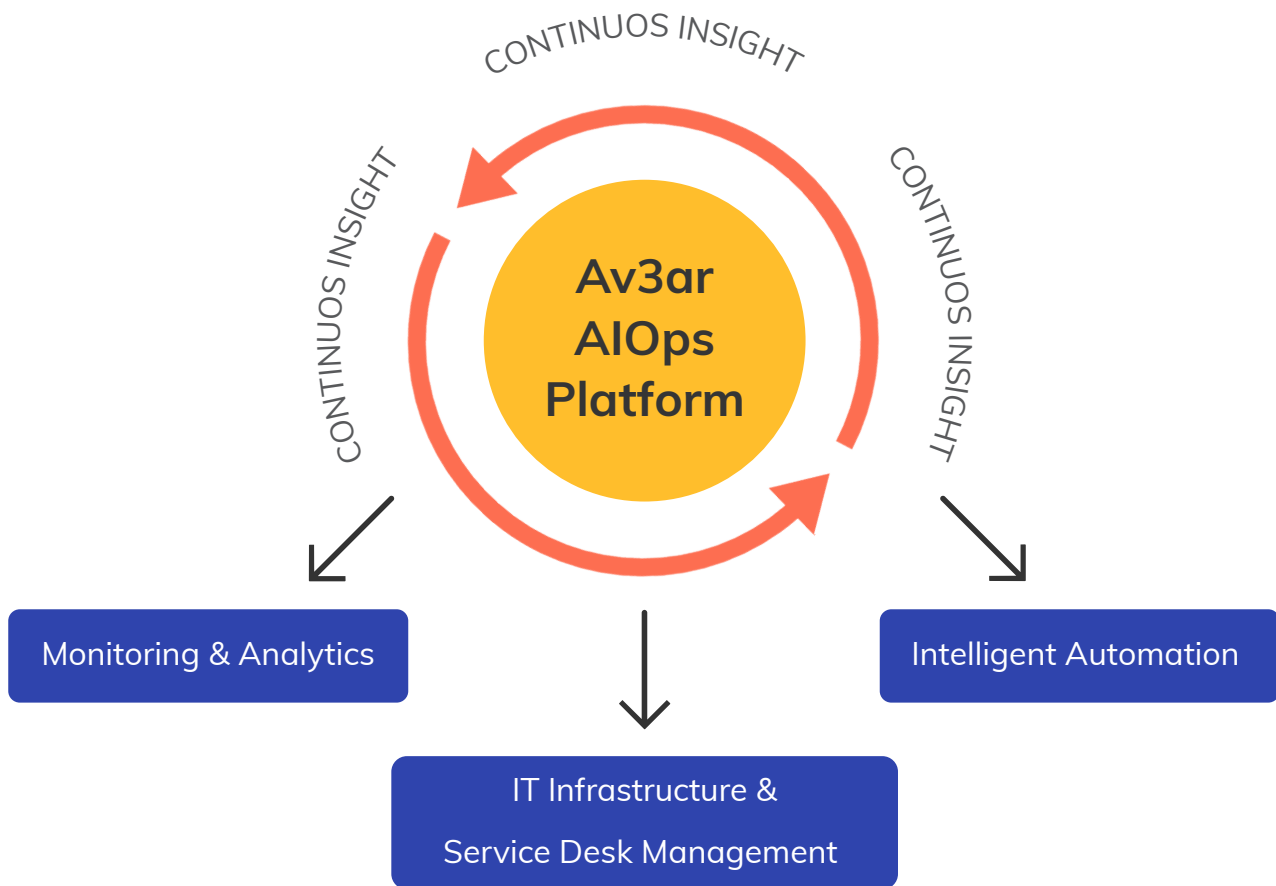 CONTINUOS INSIGHT
CONTINUOS INSIGHT
CONTINUOS INSIGHT
Av3ar
AIOps
Platform
Monitoring & Analytics
Intelligent Automation
IT Infrastructure &
Service Desk Management